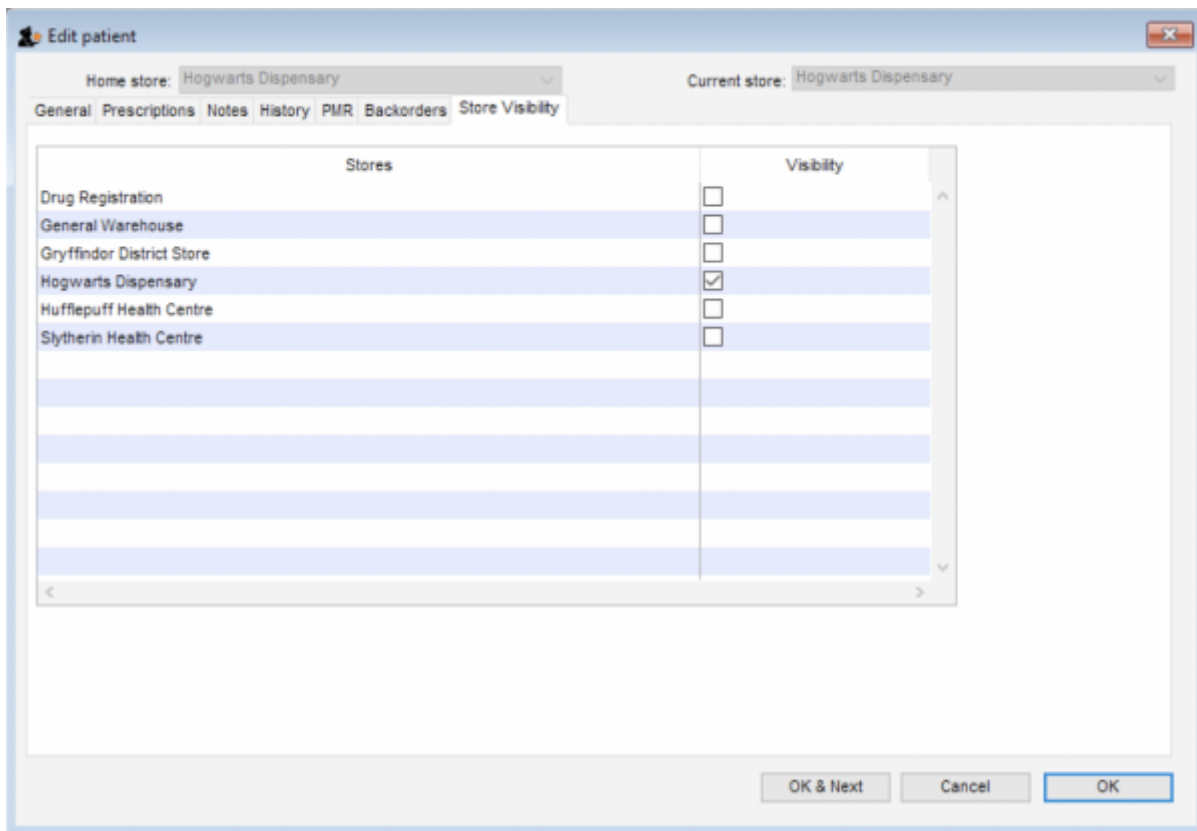 Edit patient
Home store: Hogwarts Dispensary Current store: Hogwarts Dispensary
General Prescriptions Notes History PMR Backorders Store Visibility
Stores Visibility
Drug Registration
General Warehouse
Gryffindor District Store
Hogwarts Dispensary
Hufflepuff Health Centre
Slytherin Health Centre
OK & Next Cancel OK